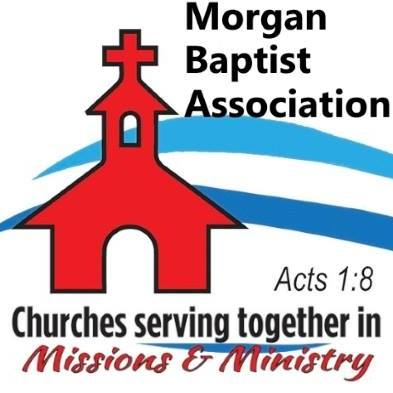 Morgan
Baptist
Association
Acts 1:8
Churches serving together in
Missions & Ministry